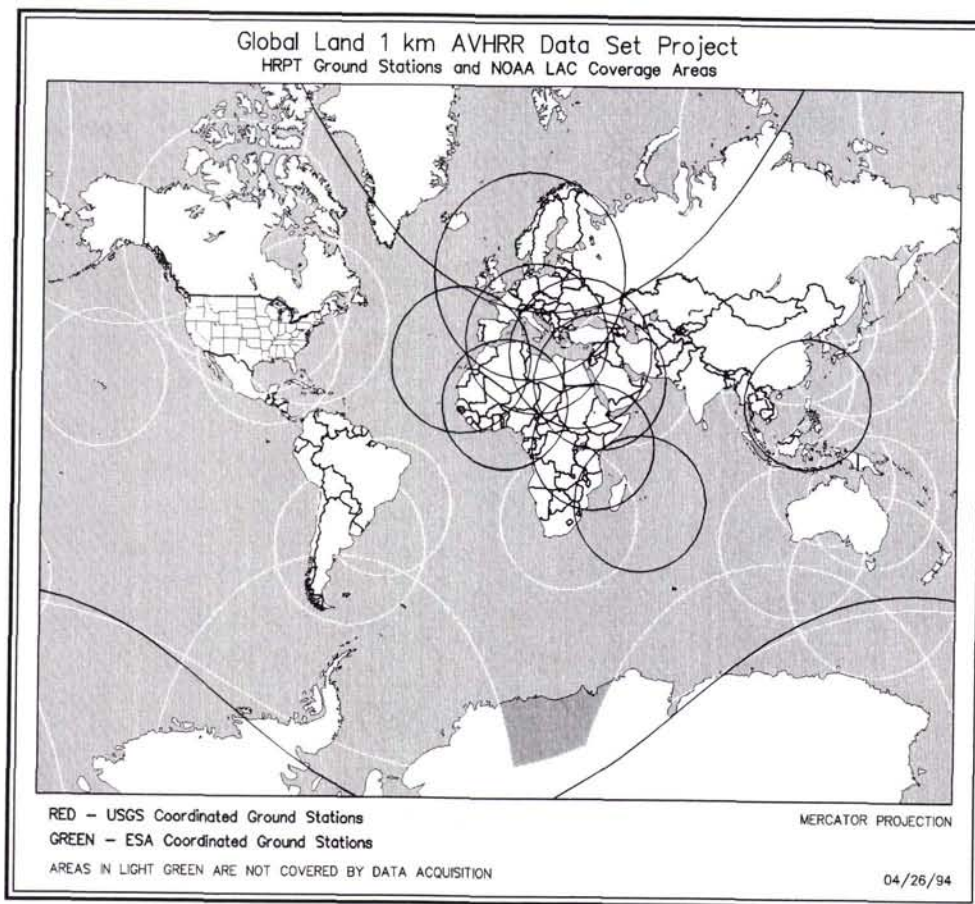 Global Land 1 km AVHRR Data Set Project
HRPT Ground Stations and NOAA LAC Coverage Areas
RED – USGS Coordinated Ground Stations
MERCATOR PROJECTION
GREEN – ESA Coordinated Ground Stations
AREAS IN LIGHT GREEN ARE NOT COVERED BY DATA ACQUISITION
04/26/94